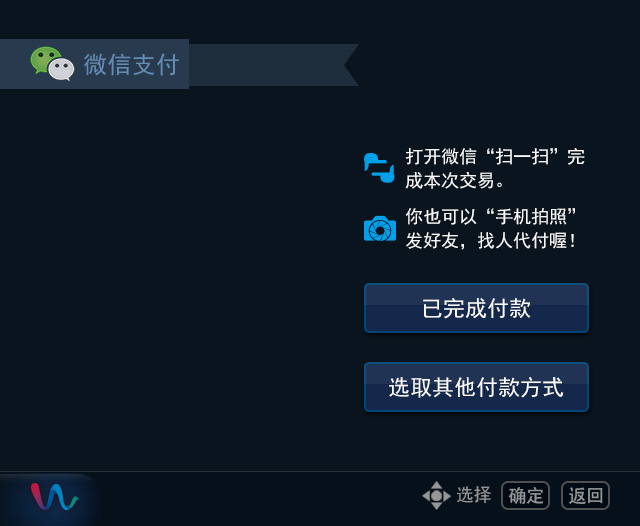 微信支付
打开微信“扫一扫”完
成本次交易。
你也可以“手机拍照”
发好友，找人代付喔！
已完成付款
选取其他付款方式
选择 确定 返回